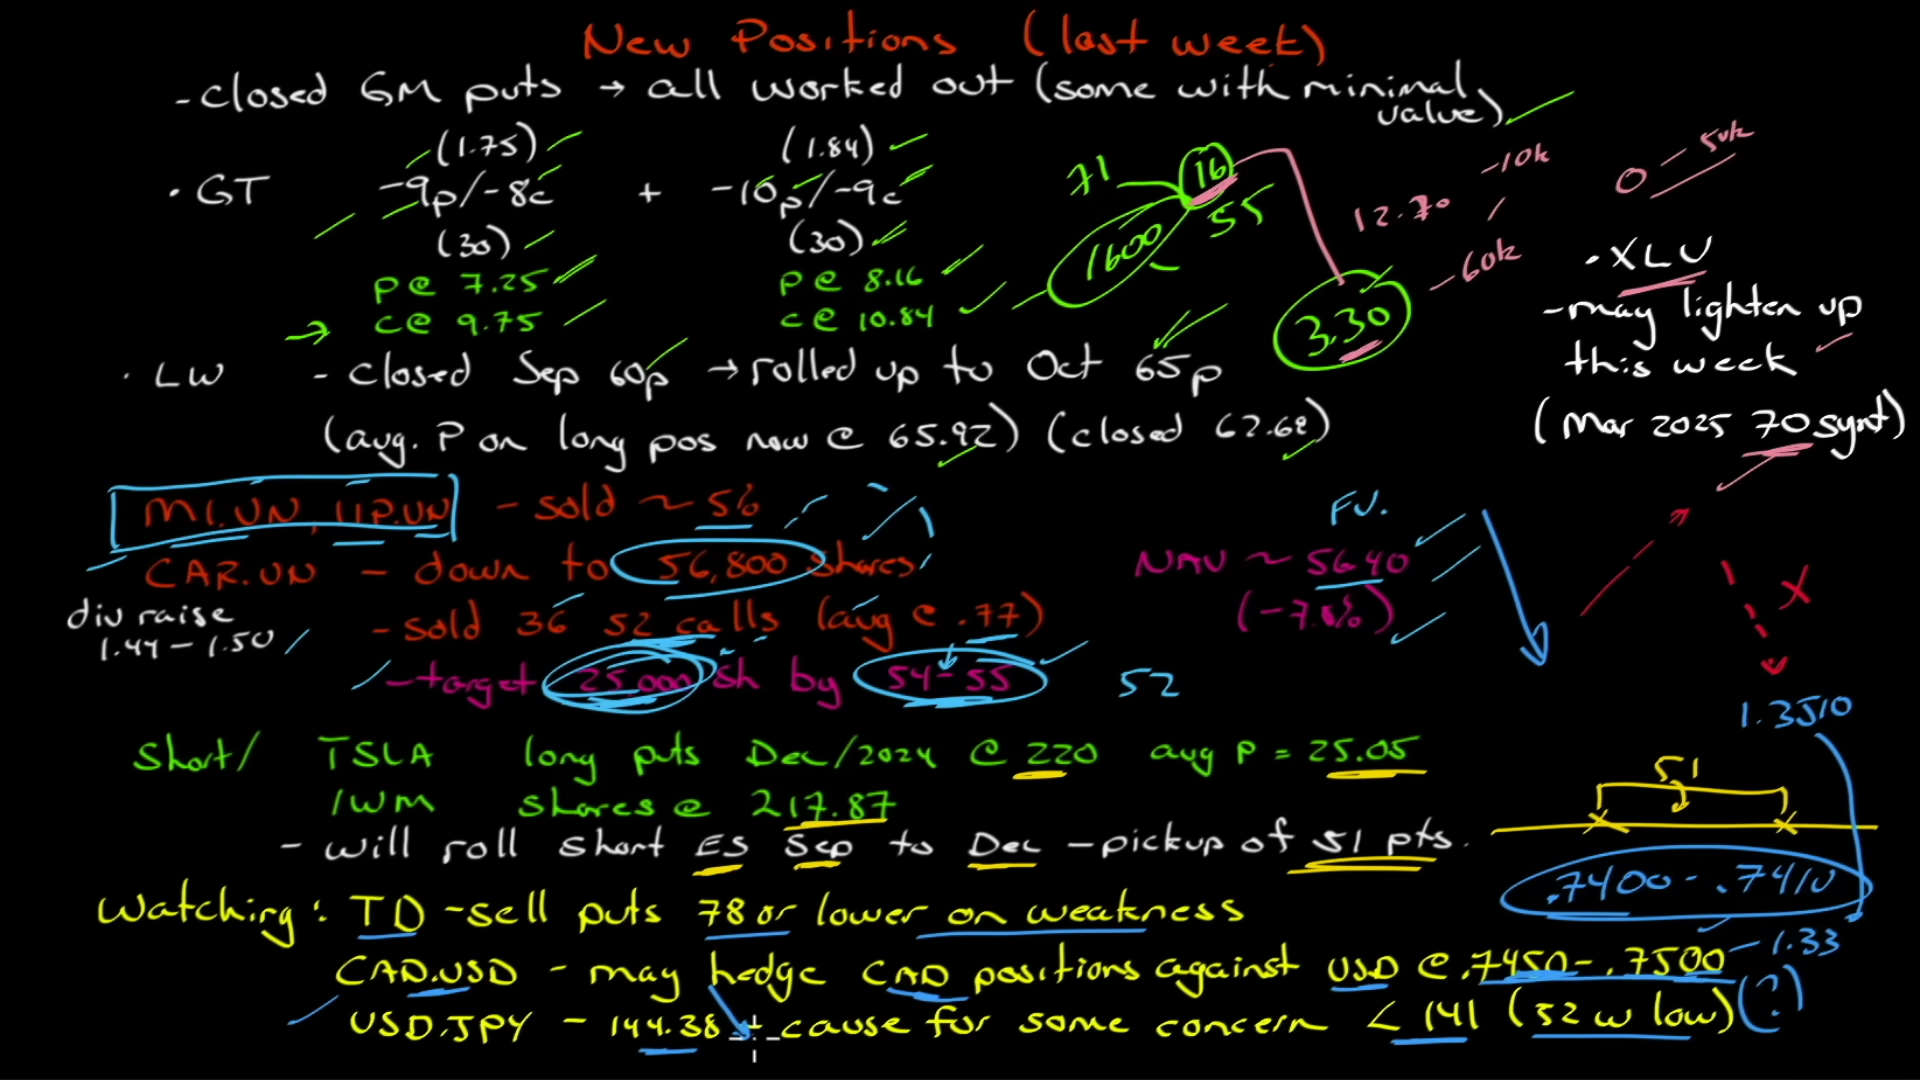 New Positions (last week)
-closed GM puts → all worked out (some with minimal value)
(1.75) (1.84)
· GT -9p/-8c + -10p/-9c
(30) (30)
p@ 7.25 p@ 8.16
→ c@ 9.75 c@ 10.84
71 16 55
1600
3.30
12.70
-10k
-60k
0 - 50k
· XLU
-may lighten up
this week
(Mar 2025 70 synt)
· LW - closed Sep 60p → rolled up to Oct 65p
(avg. P on long pos now @ 65.92) (closed 62.68)
MI.UN, IIP.UN - sold ~ 5%
CAR.UN - down to 56,800 shares
div raise
1.44 - 1.50
- sold 36 52 calls (avg @ .77)
-target 25,000 sh by 54-55 52
FV.
NAV ~ 56.40
X
Short/ TSLA long puts Dec/2024 @ 220 avg P = 25.05
IWM shares @ 217.87
- will roll short ES Sep to Dec -pickup of 51 pts.
1.3510
51
.7400 - .7410
Watching: TD -sell puts 78 or lower on weakness
CAD.USD - may hedge CAD positions against USD @ .7450-.7500 - 1.33
USD.JPY - 144.38 - cause for some concern < 141 (52 w low) (?)